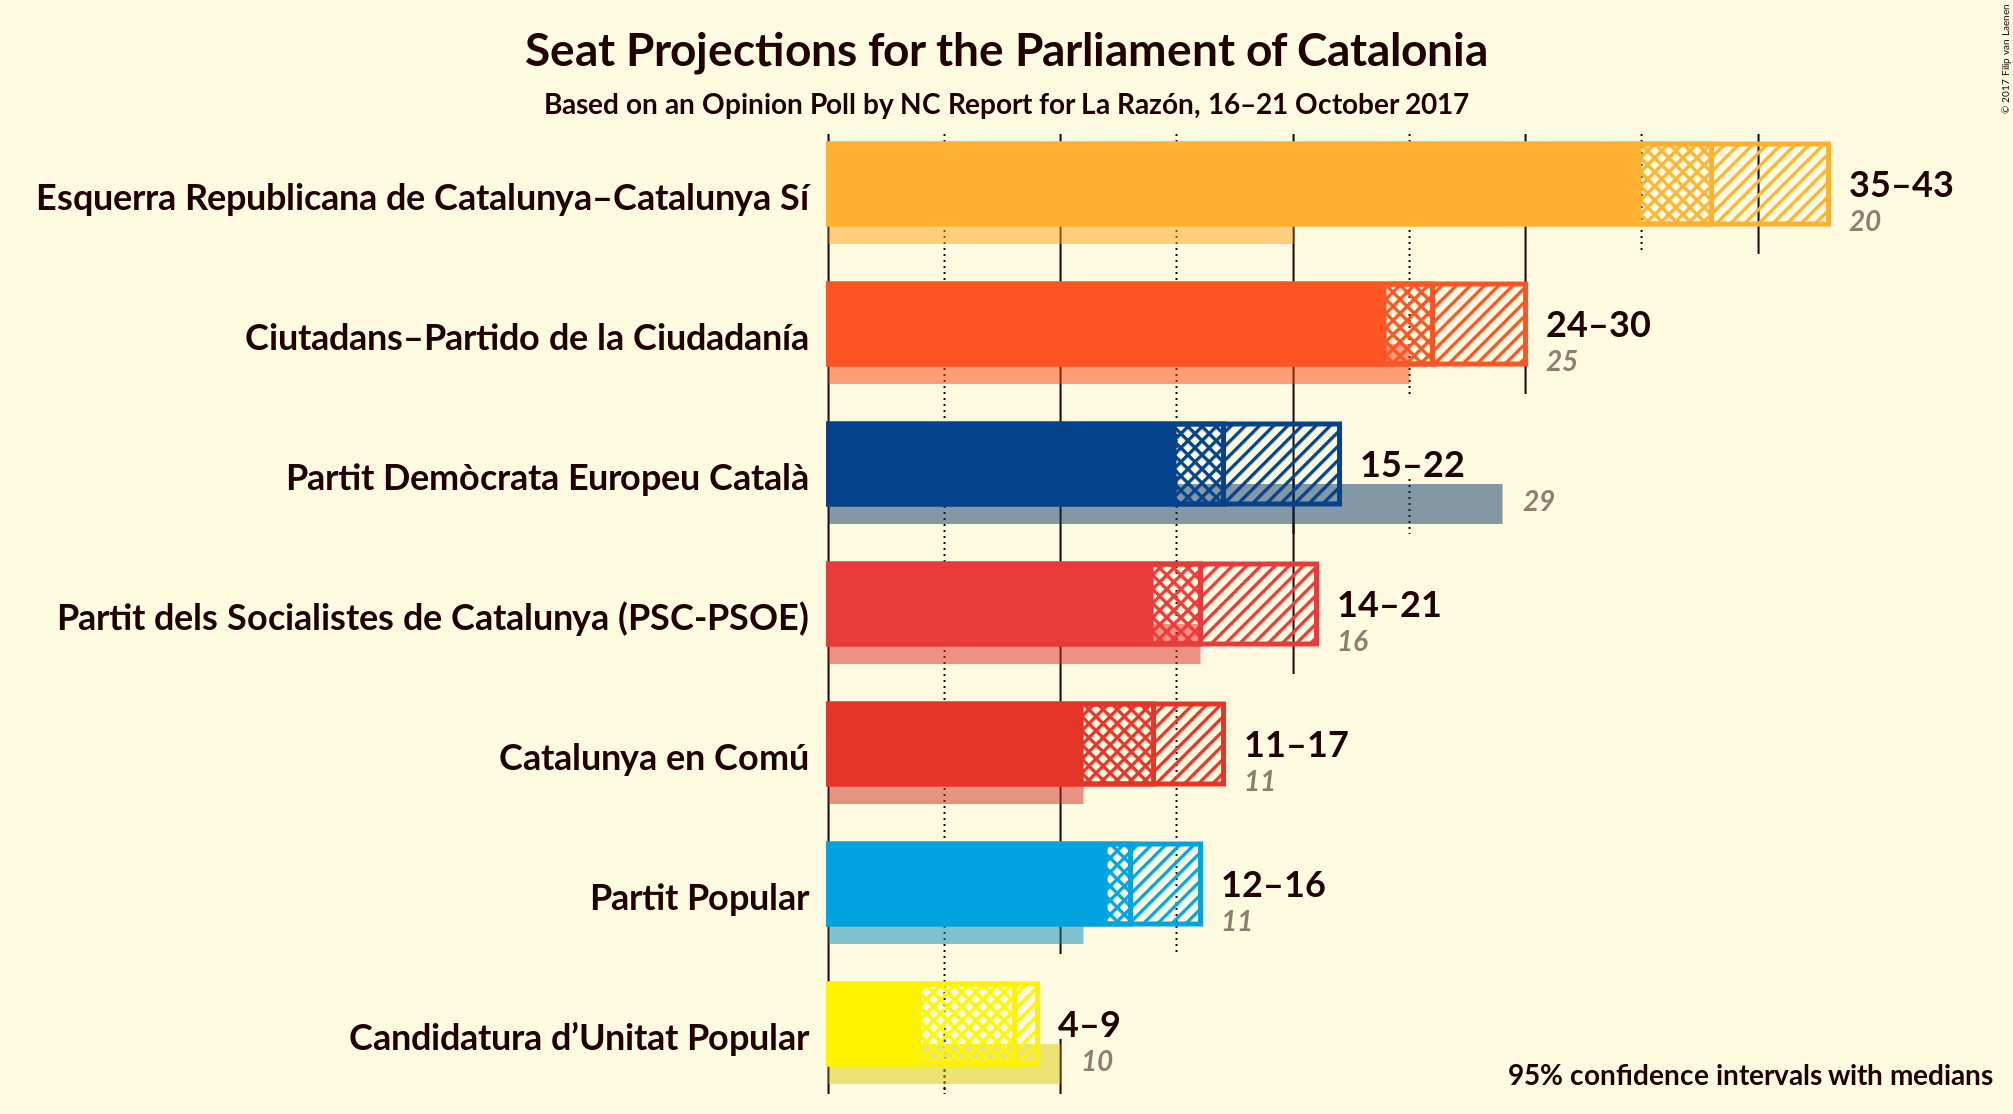 Seat Projections for the Parliament of Catalonia
Based on an Opinion Poll by NC Report for La Razón, 16–21 October 2017
© 2017 Filip van Laenen
Esquerra Republicana de Catalunya–Catalunya Sí
35–43
20
Ciutadans–Partido de la Ciudadanía
24–30
25
Partit Demòcrata Europeu Català
15–22
29
Partit dels Socialistes de Catalunya (PSC-PSOE)
14–21
16
Catalunya en Comú
11–17
11
Partit Popular
12–16
11
Candidatura d’Unitat Popular
4–9
10
95% confidence intervals with medians